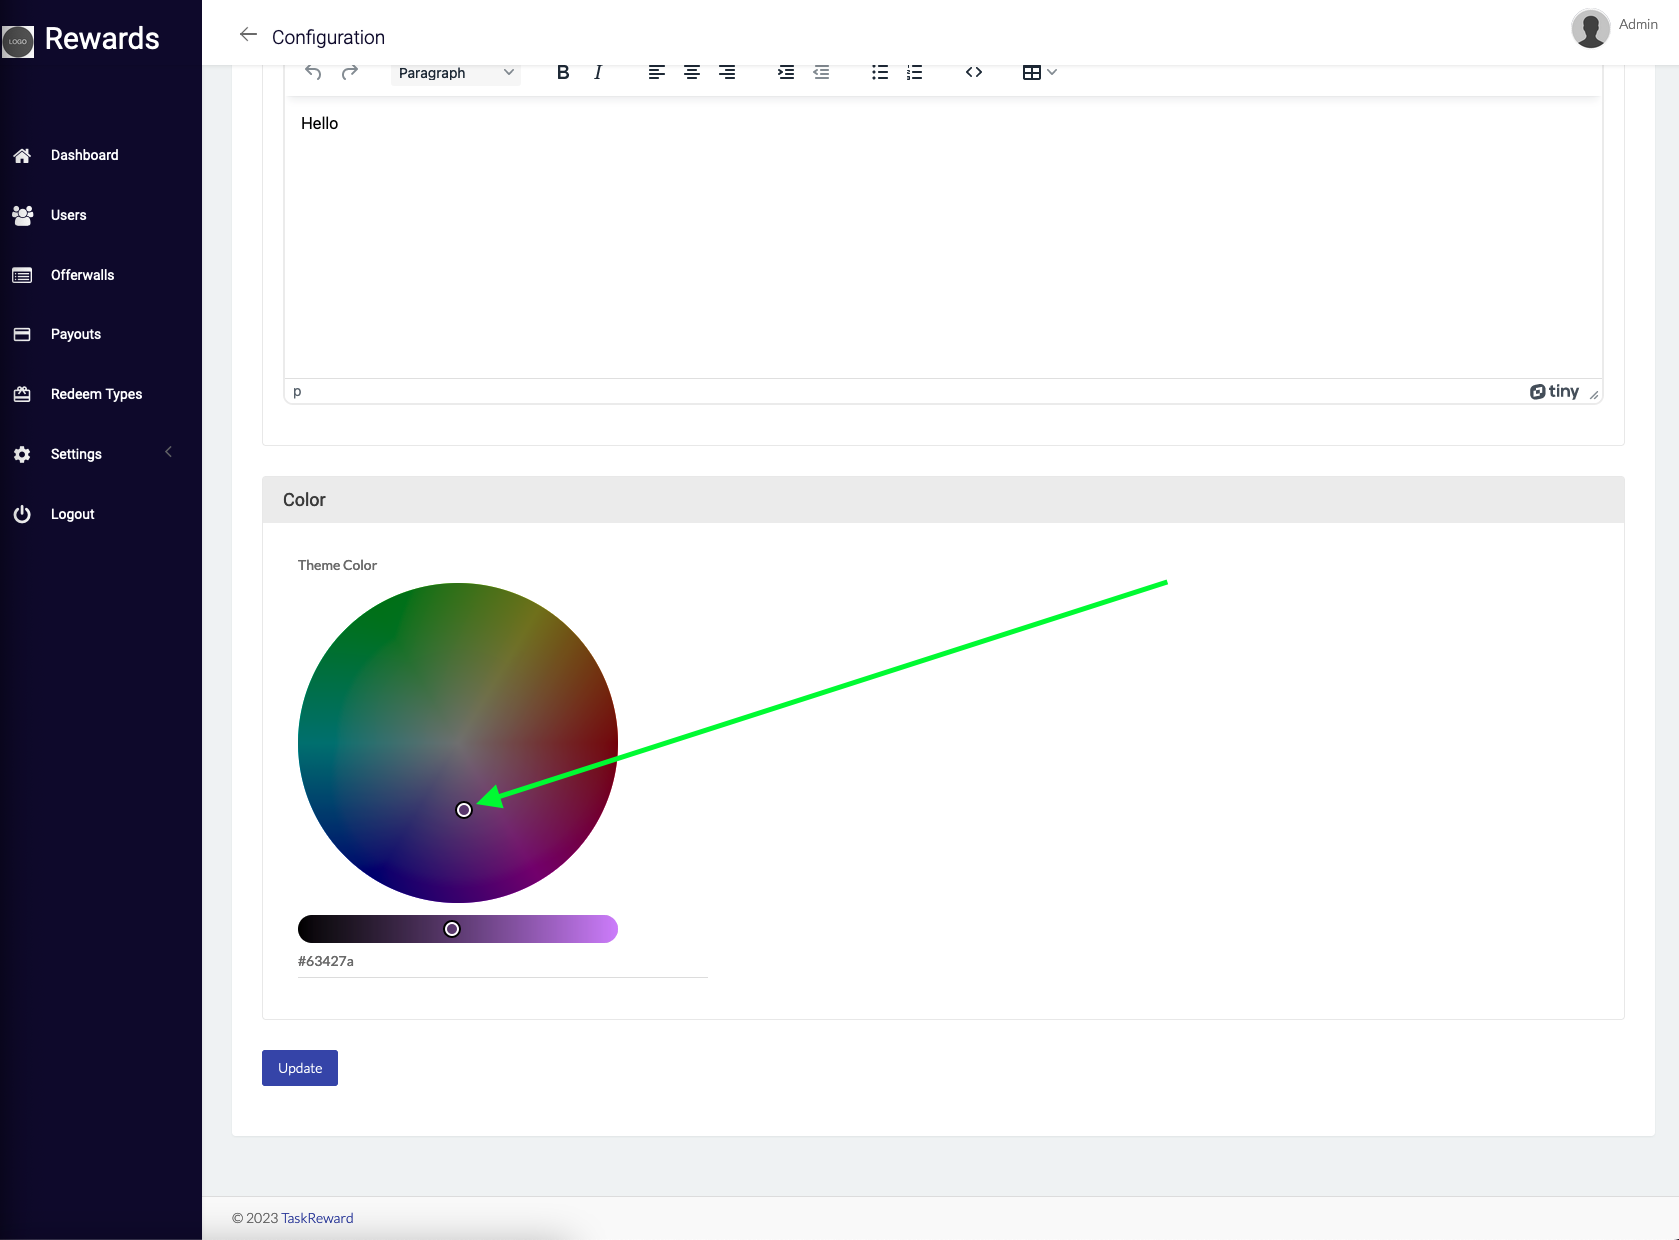 LOGO
Rewards
Configuration
Admin
Paragraph
B I
Hello
Dashboard
Users
Offerwalls
Payouts
Redeem Types
Settings
Logout
p
tiny
Color
Theme Color
#63427a
Update
© 2023 TaskReward